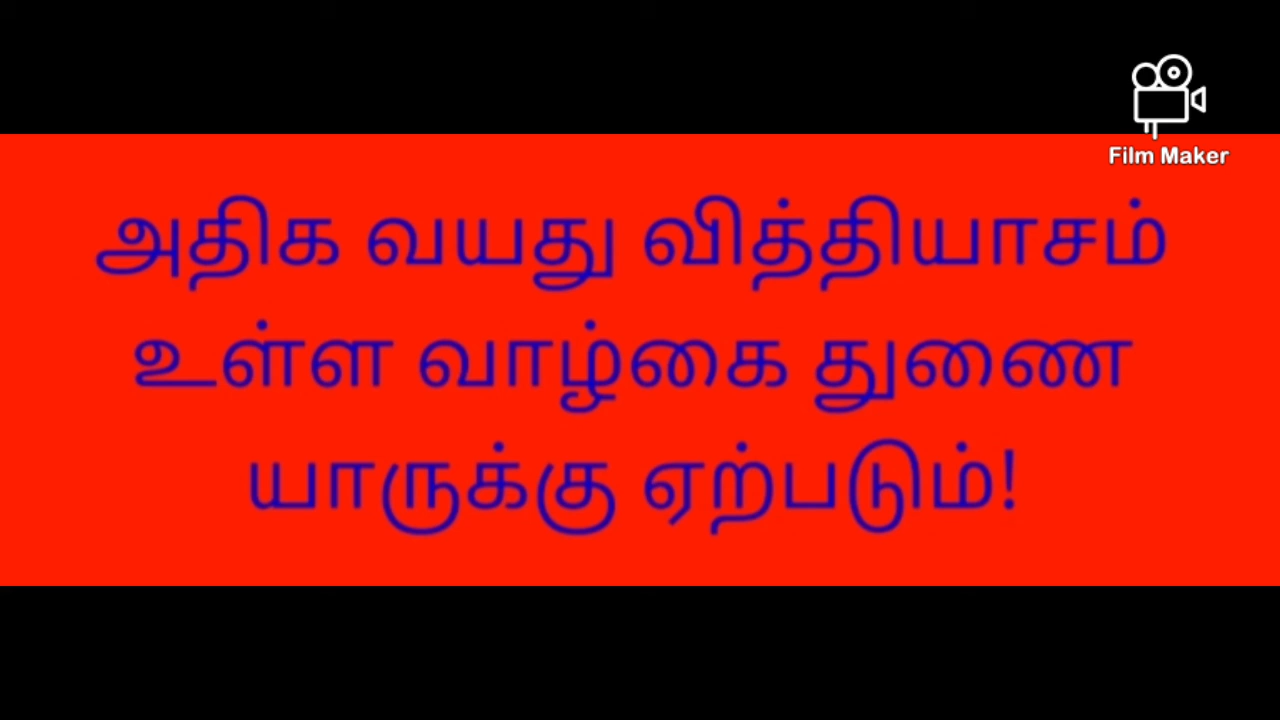 Film Maker
அதிக வயது வித்தியாசம்
உள்ள வாழ்கை துணை
யாருக்கு ஏற்படும்!